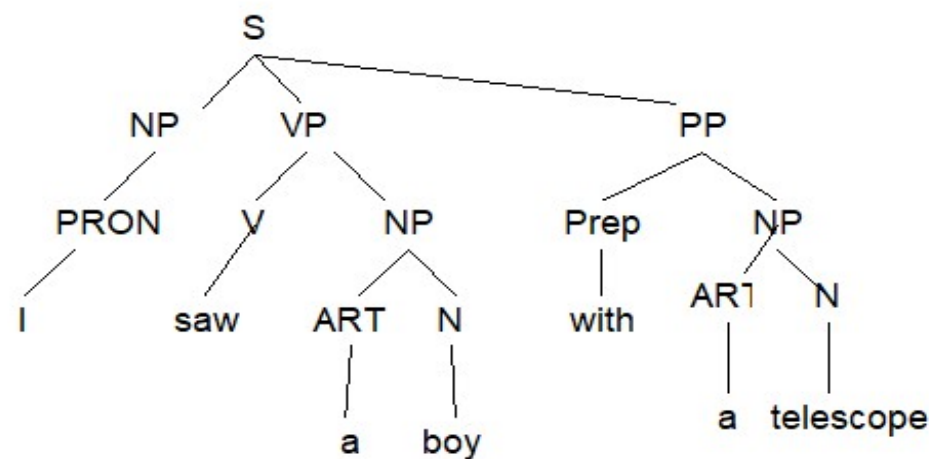 S
NP VP PP
PRON V NP Prep NP
I saw ART N with ART N
a boy a telescope